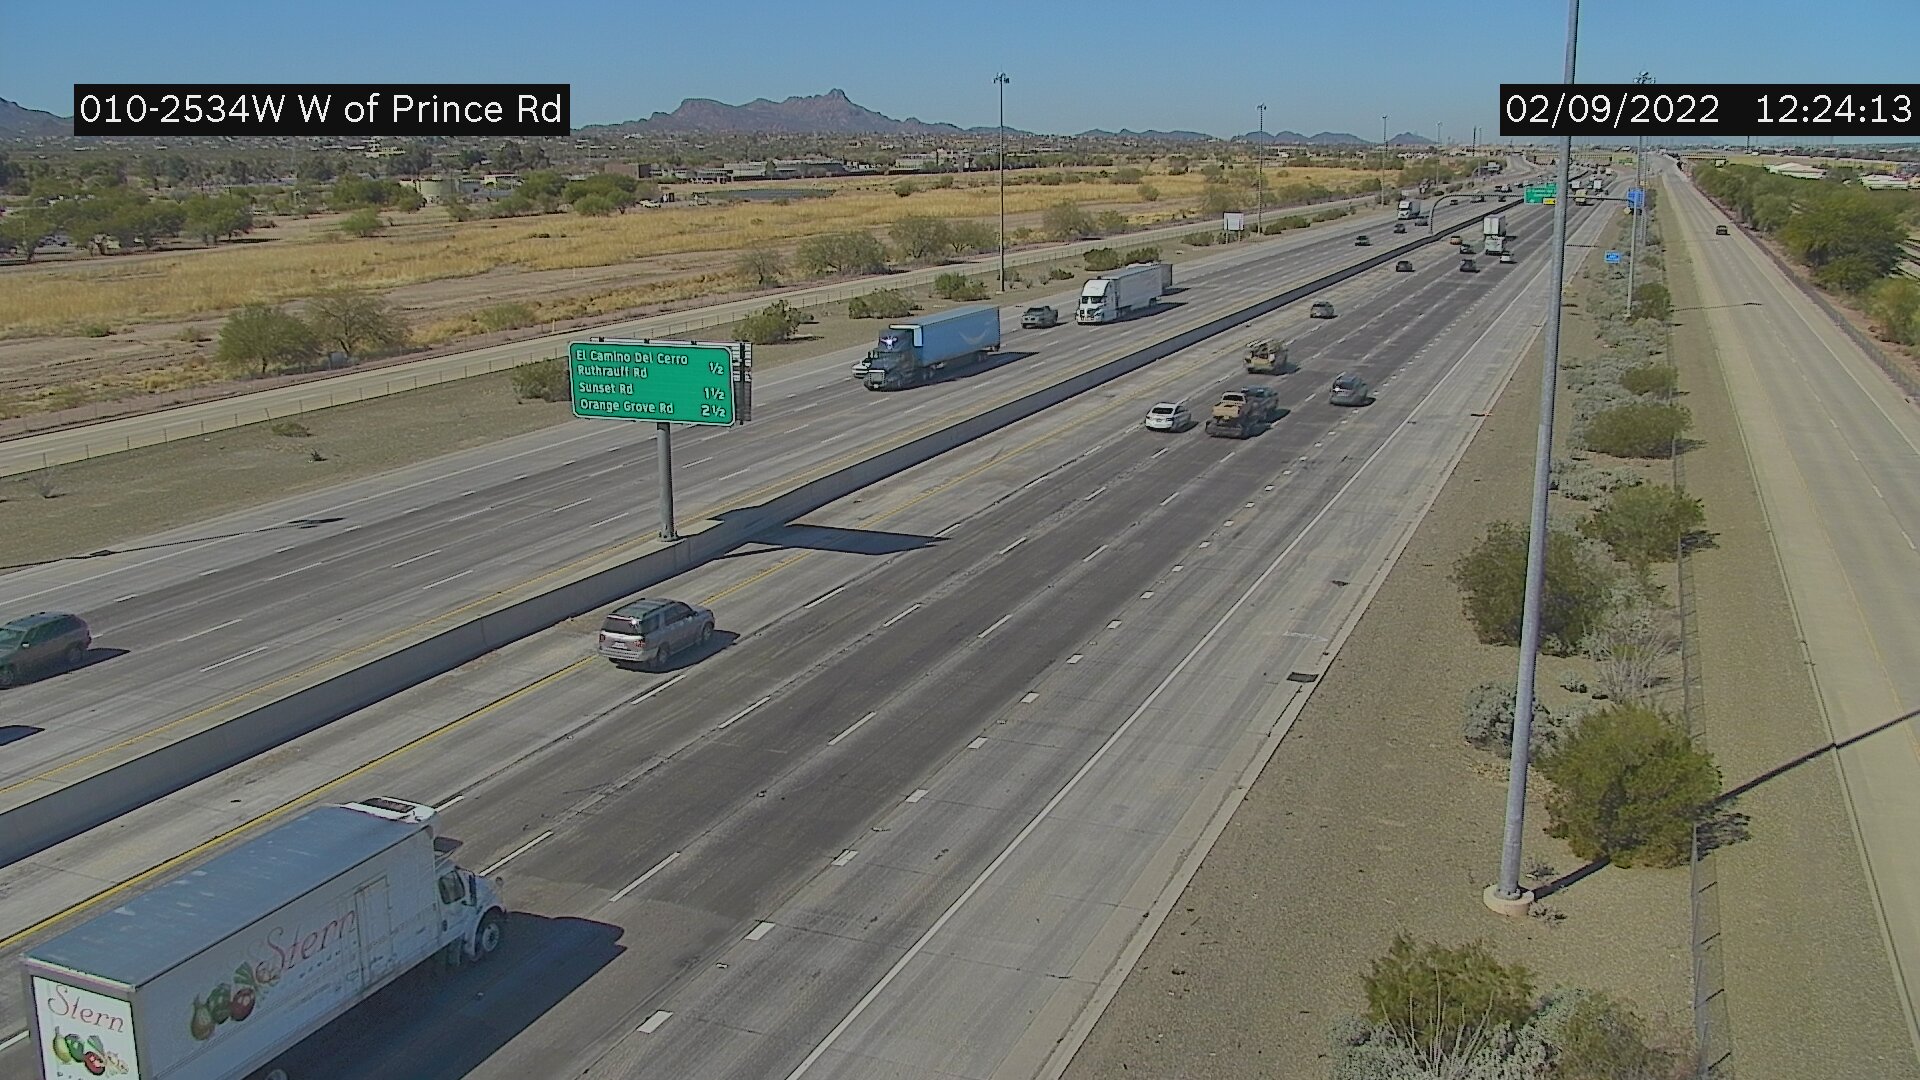 010-2534W W of Prince Rd
02/09/2022 12:24:13
El Camino Del Cerro
Ruthrauff Rd 1/2
Sunset Rd 1 1/2
Orange Grove Rd 2 1/2
Stern
Stern